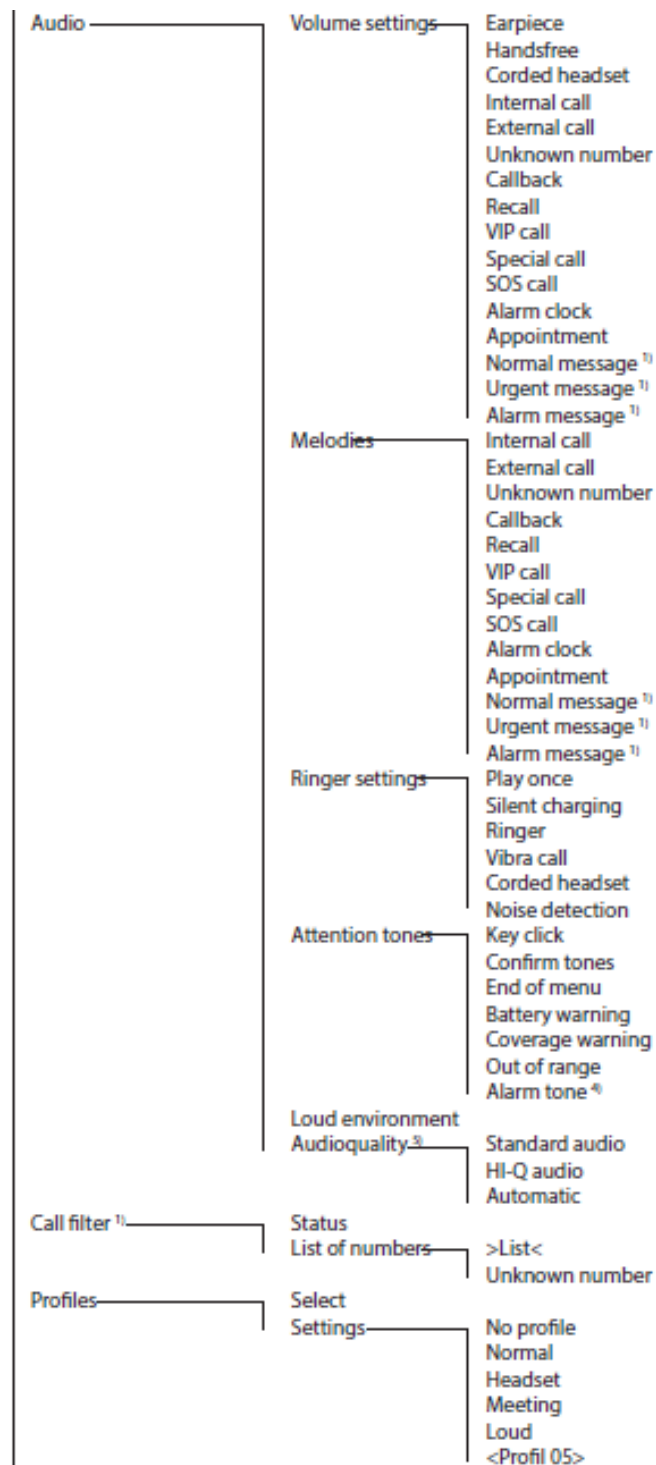 Audio Volume settings Earpiece
Handsfree
Corded headset
Internal call
External call
Unknown number
Callback
Recall
VIP call
Special call
SOS call
Alarm clock
Appointment
Normal message 1)
Urgent message 1)
Alarm message 1)
Melodies Internal call
External call
Unknown number
Callback
Recall
VIP call
Special call
SOS call
Alarm clock
Appointment
Normal message 1)
Urgent message 1)
Alarm message 1)
Ringer settings Play once
Silent charging
Ringer
Vibra call
Corded headset
Noise detection
Attention tones Key click
Confirm tones
End of menu
Battery warning
Coverage warning
Out of range
Alarm tone 4)
Loud environment
Audioquality 5) Standard audio
HI-Q audio
Automatic
Call filter 1) Status
List of numbers >List<
Unknown number
Profiles Select
Settings No profile
Normal
Headset
Meeting
Loud
<Profil 05>